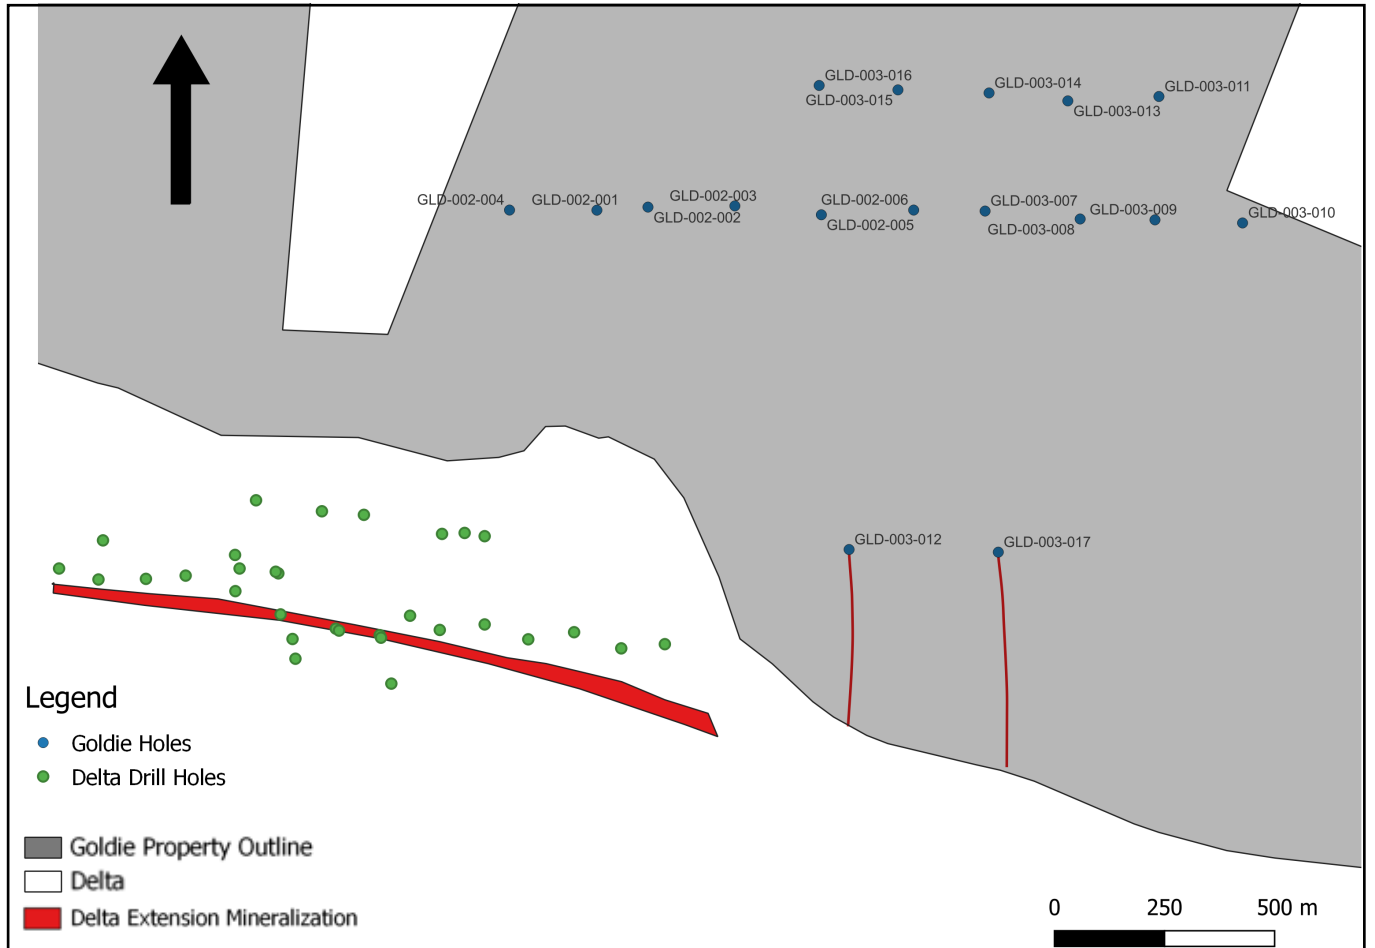 GLD-003-016
GLD-003-015
GLD-003-014
GLD-003-013
GLD-003-011
GLD-002-004
GLD-002-001
GLD-002-003
GLD-002-002
GLD-002-006
GLD-002-005
GLD-003-007
GLD-003-008
GLD-003-009
GLD-003-010
GLD-003-012
GLD-003-017
Legend
Goldie Holes
Delta Drill Holes
Goldie Property Outline
Delta
Delta Extension Mineralization
0 250 500 m